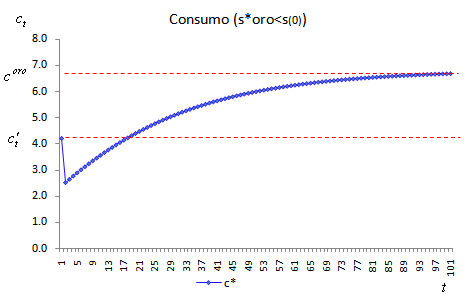 c_t
Consumo (s*oro<s(0))
8.0
7.0
c^oro
6.0
5.0
c_t'
4.0
3.0
2.0
1.0
0.0
1 5 9 13 17 21 25 29 33 37 41 45 49 53 57 61 65 69 73 77 81 85 89 93 97 101
c*
t